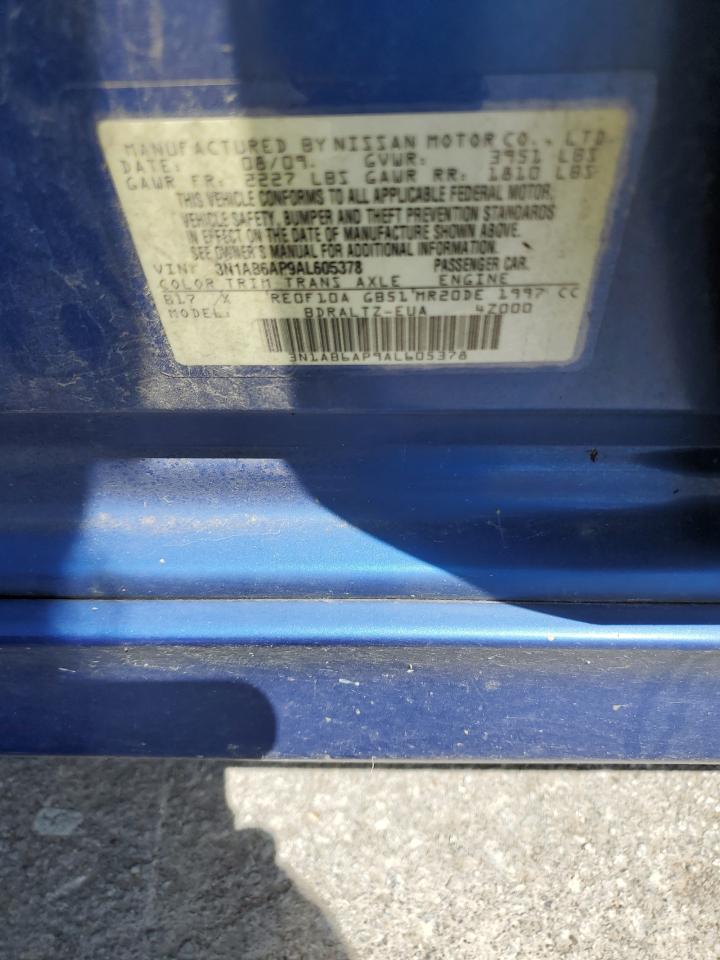 MANUFACTURED BY NISSAN MOTOR CO., LTD.
DATE: 08/09. GVWR: 3951 LBS
GAWR FR: 2227 LBS GAWR RR: 1810 LBS
THIS VEHICLE CONFORMS TO ALL APPLICABLE FEDERAL MOTOR
VEHICLE SAFETY, BUMPER AND THEFT PREVENTION STANDARDS
IN EFFECT ON THE DATE OF MANUFACTURE SHOWN ABOVE.
SEE OWNER'S MANUAL FOR ADDITIONAL INFORMATION.
VIN: 3N1AB6AP9AL605378 PASSENGER CAR.
COLOR TRIM TRANS AXLE ENGINE
B17 X RE0F10A GB51 MR20DE 1997 CC
MODEL: BDRALTZ-EUA 4Z000
3N1AB6AP9AL605378